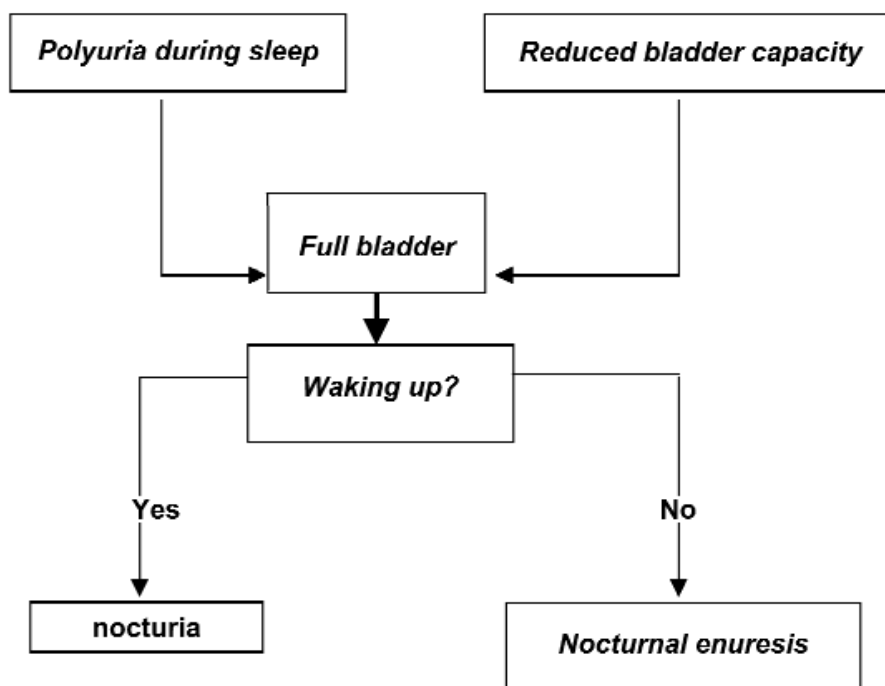 Polyuria during sleep
Reduced bladder capacity
Full bladder
Waking up?
Yes
No
nocturia
Nocturnal enuresis